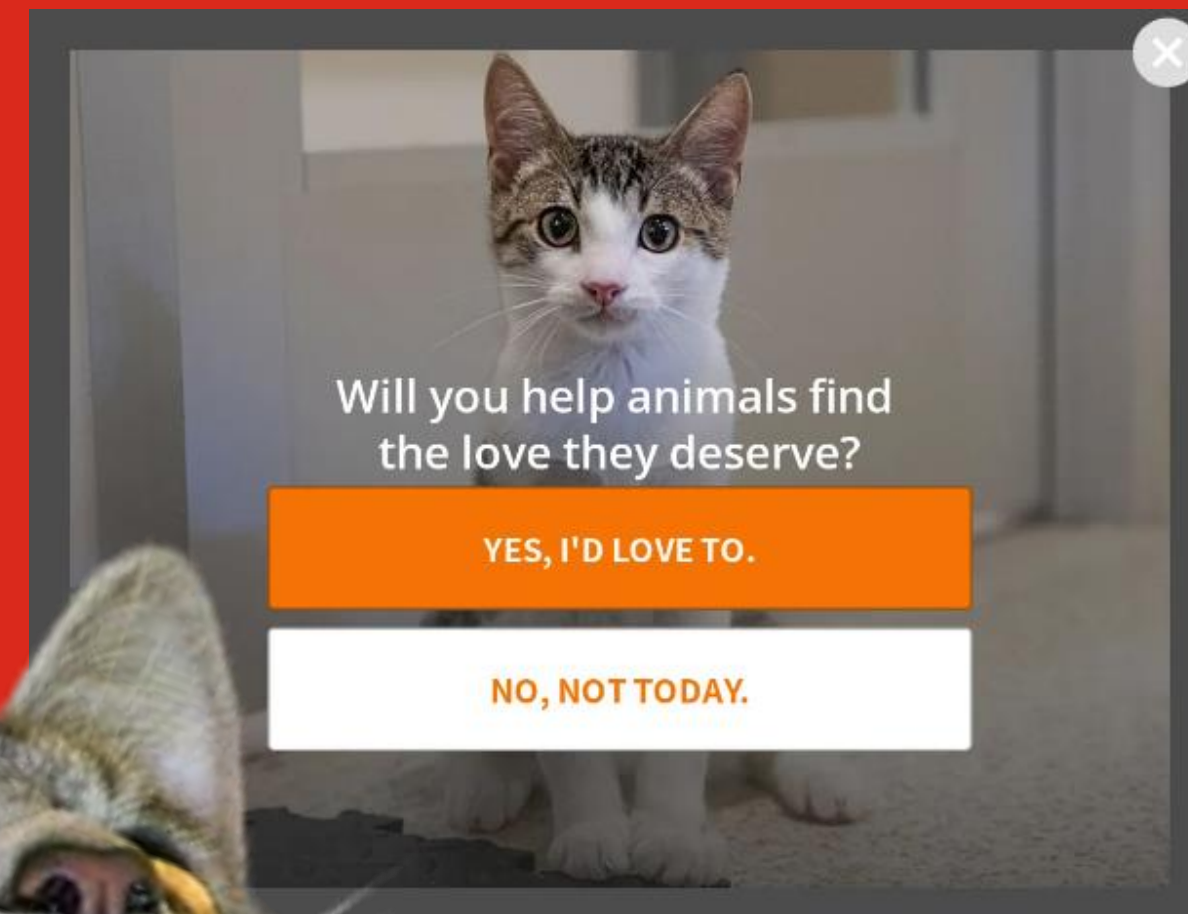 Will you help animals find
the love they deserve?
YES, I'D LOVE TO.
NO, NOT TODAY.